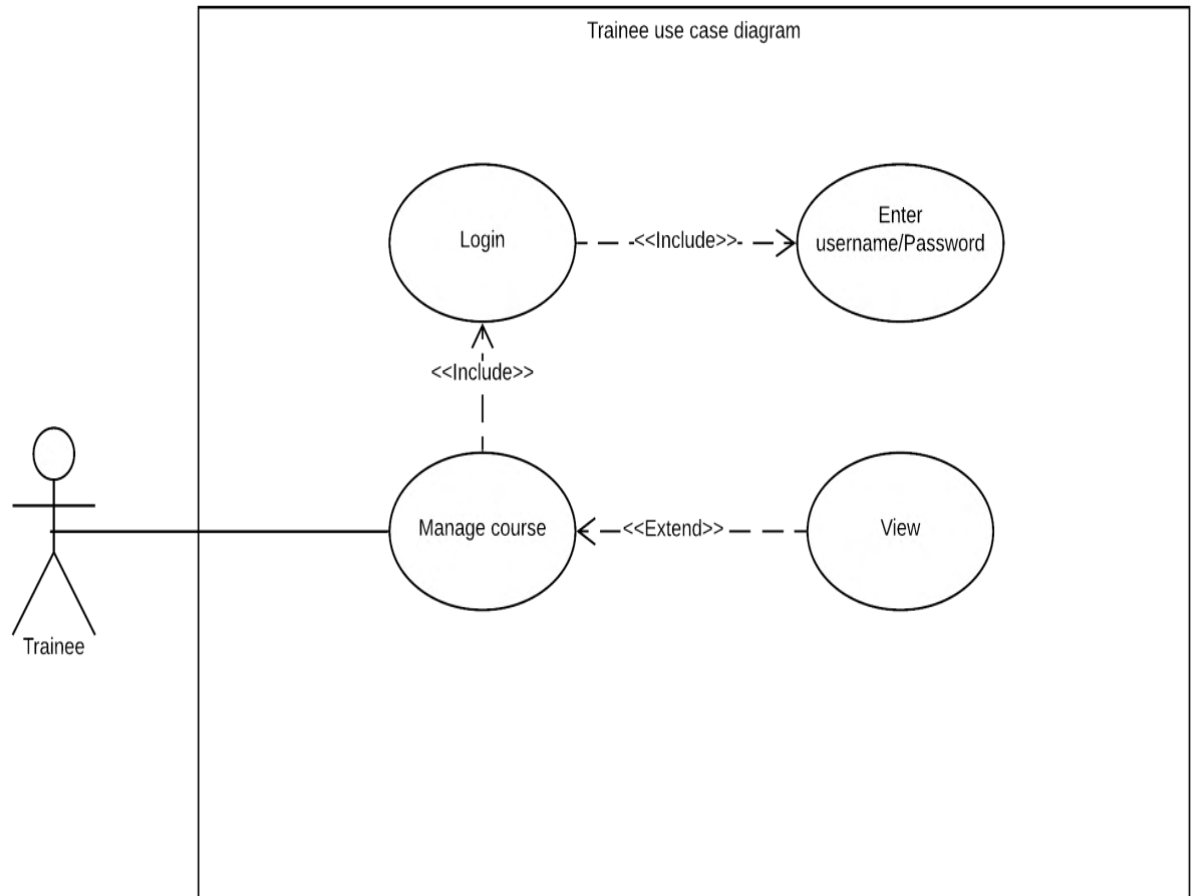 Trainee use case diagram
Login
<<Include>>
Enter
username/Password
<<Include>>
Manage course
<<Extend>>
View
Trainee